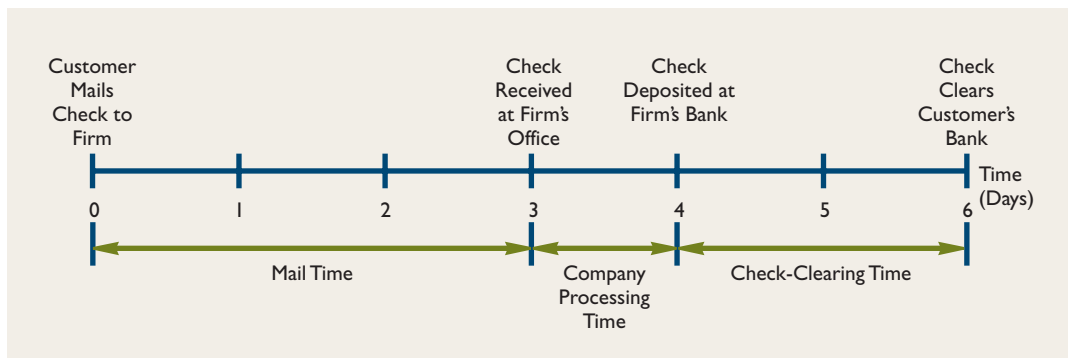 Customer
Mails
Check to
Firm
Check
Received
at Firm's
Office
Check
Deposited at
Firm's Bank
Check
Clears
Customer's
Bank
Time
(Days)
0
1
2
3
4
5
6
Mail Time
Company
Processing
Time
Check-Clearing Time